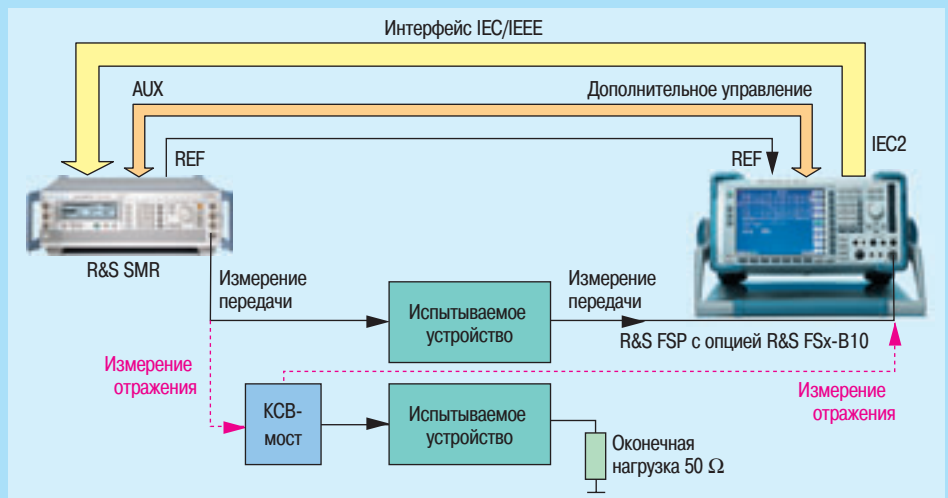 Интерфейс IEC/IEEE
AUX
Дополнительное управление
REF
REF
IEC2
R&S SMR
Измерение
передачи
Испытываемое
устройство
Измерение
передачи
R&S FSP с опцией R&S FSx-B10
Измерение
отражения
КСВ-
мост
Испытываемое
устройство
Оконечная
нагрузка 50 Ω
Измерение
отражения